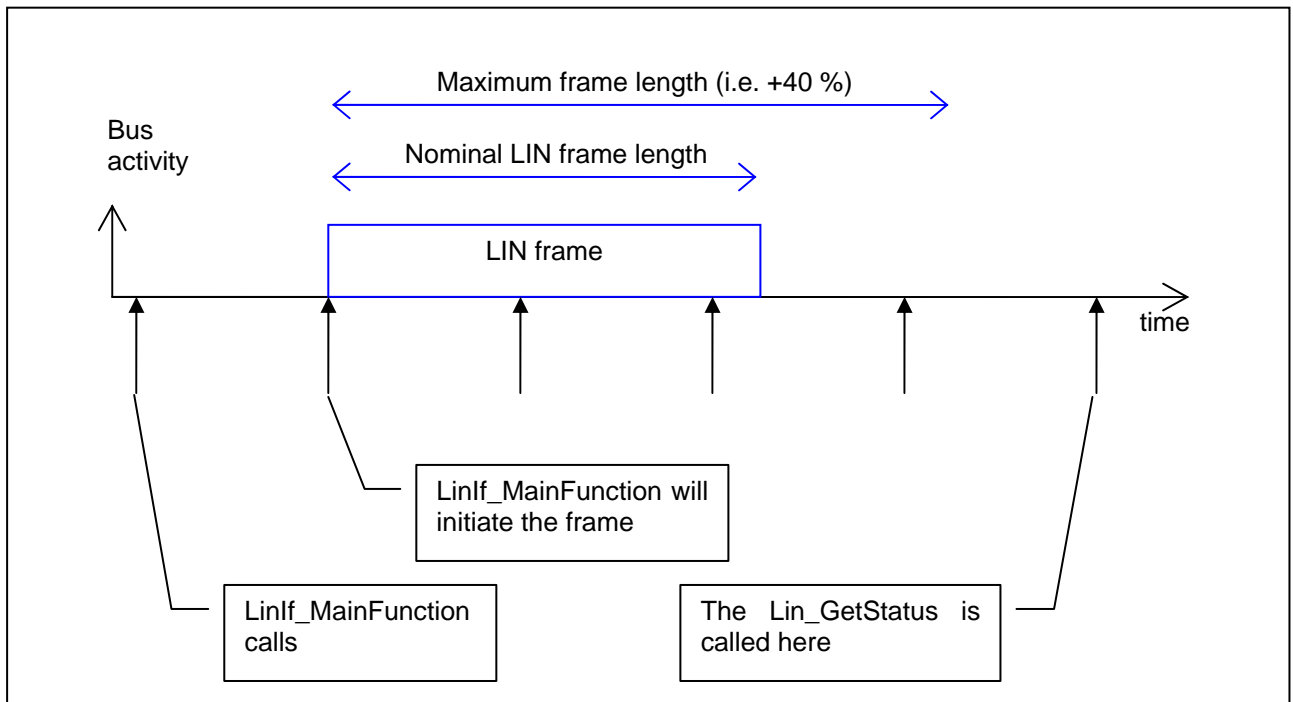 Maximum frame length (i.e. +40 %)
Bus
activity
Nominal LIN frame length
LIN frame
time
LinIf_MainFunction will
initiate the frame
LinIf_MainFunction
calls
The Lin_GetStatus is
called here